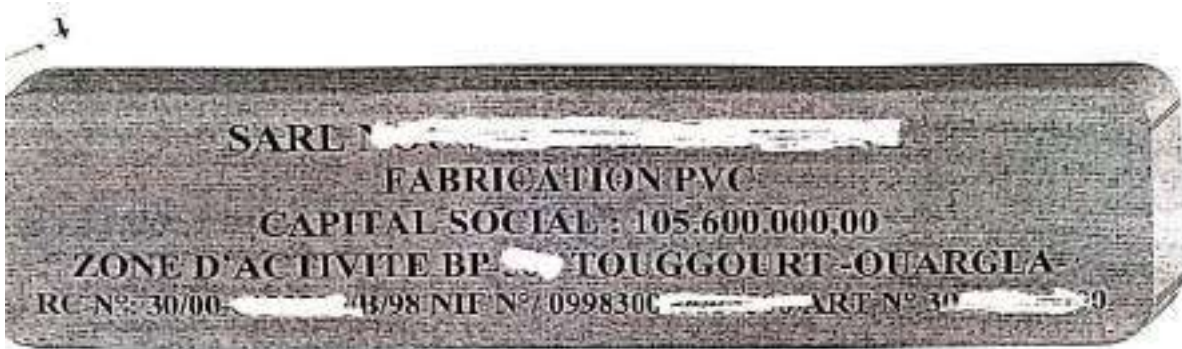 SARL
FABRICATION PVC
CAPITAL SOCIAL : 105.600.000,00
ZONE D'ACTIVITE BP TOUGGOURT -OUARGLA-
RC N°: 30/00- B/98 NIF N°/ 0998300 ART N° 30